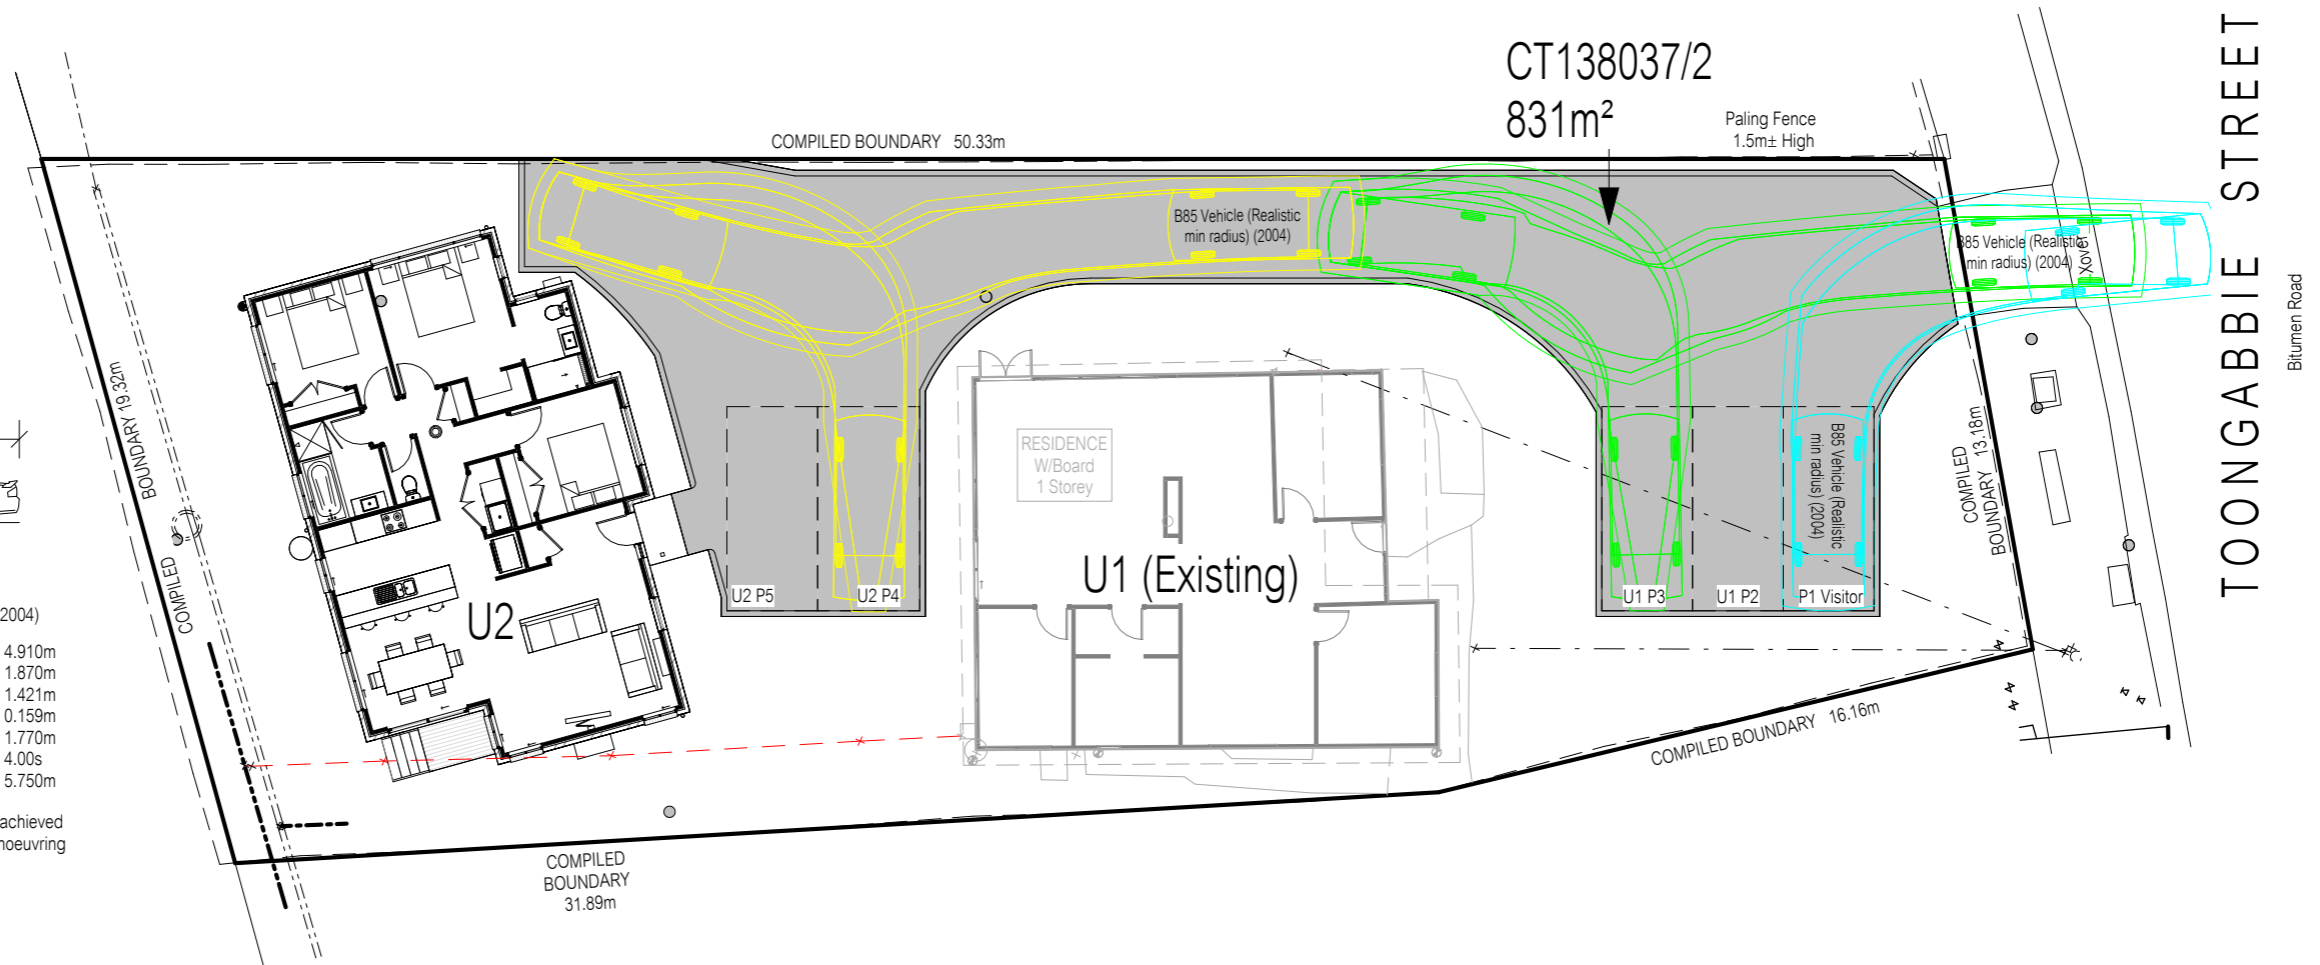 CT138037/2
831m²
Paling Fence
1.5m± High
COMPILED BOUNDARY 50.33m
TOONGABBIE STREET
Bitumen Road
B85 Vehicle (Realistic
min radius) (2004)
B85 Vehicle (Realistic
min radius) (2004)
B85 Vehicle (Realistic
min radius) (2004)
COMPILED BOUNDARY 19.32m
COMPILED
BOUNDARY 13.18m
RESIDENCE
W/Board
1 Storey
U1 (Existing)
U2
U2 P5
U2 P4
U1 P3
U1 P2
P1 Visitor
2004)
4.910m
1.870m
1.421m
0.159m
1.770m
4.00s
5.750m
achieved
noeuvring
COMPILED BOUNDARY 16.16m
COMPILED
BOUNDARY
31.89m